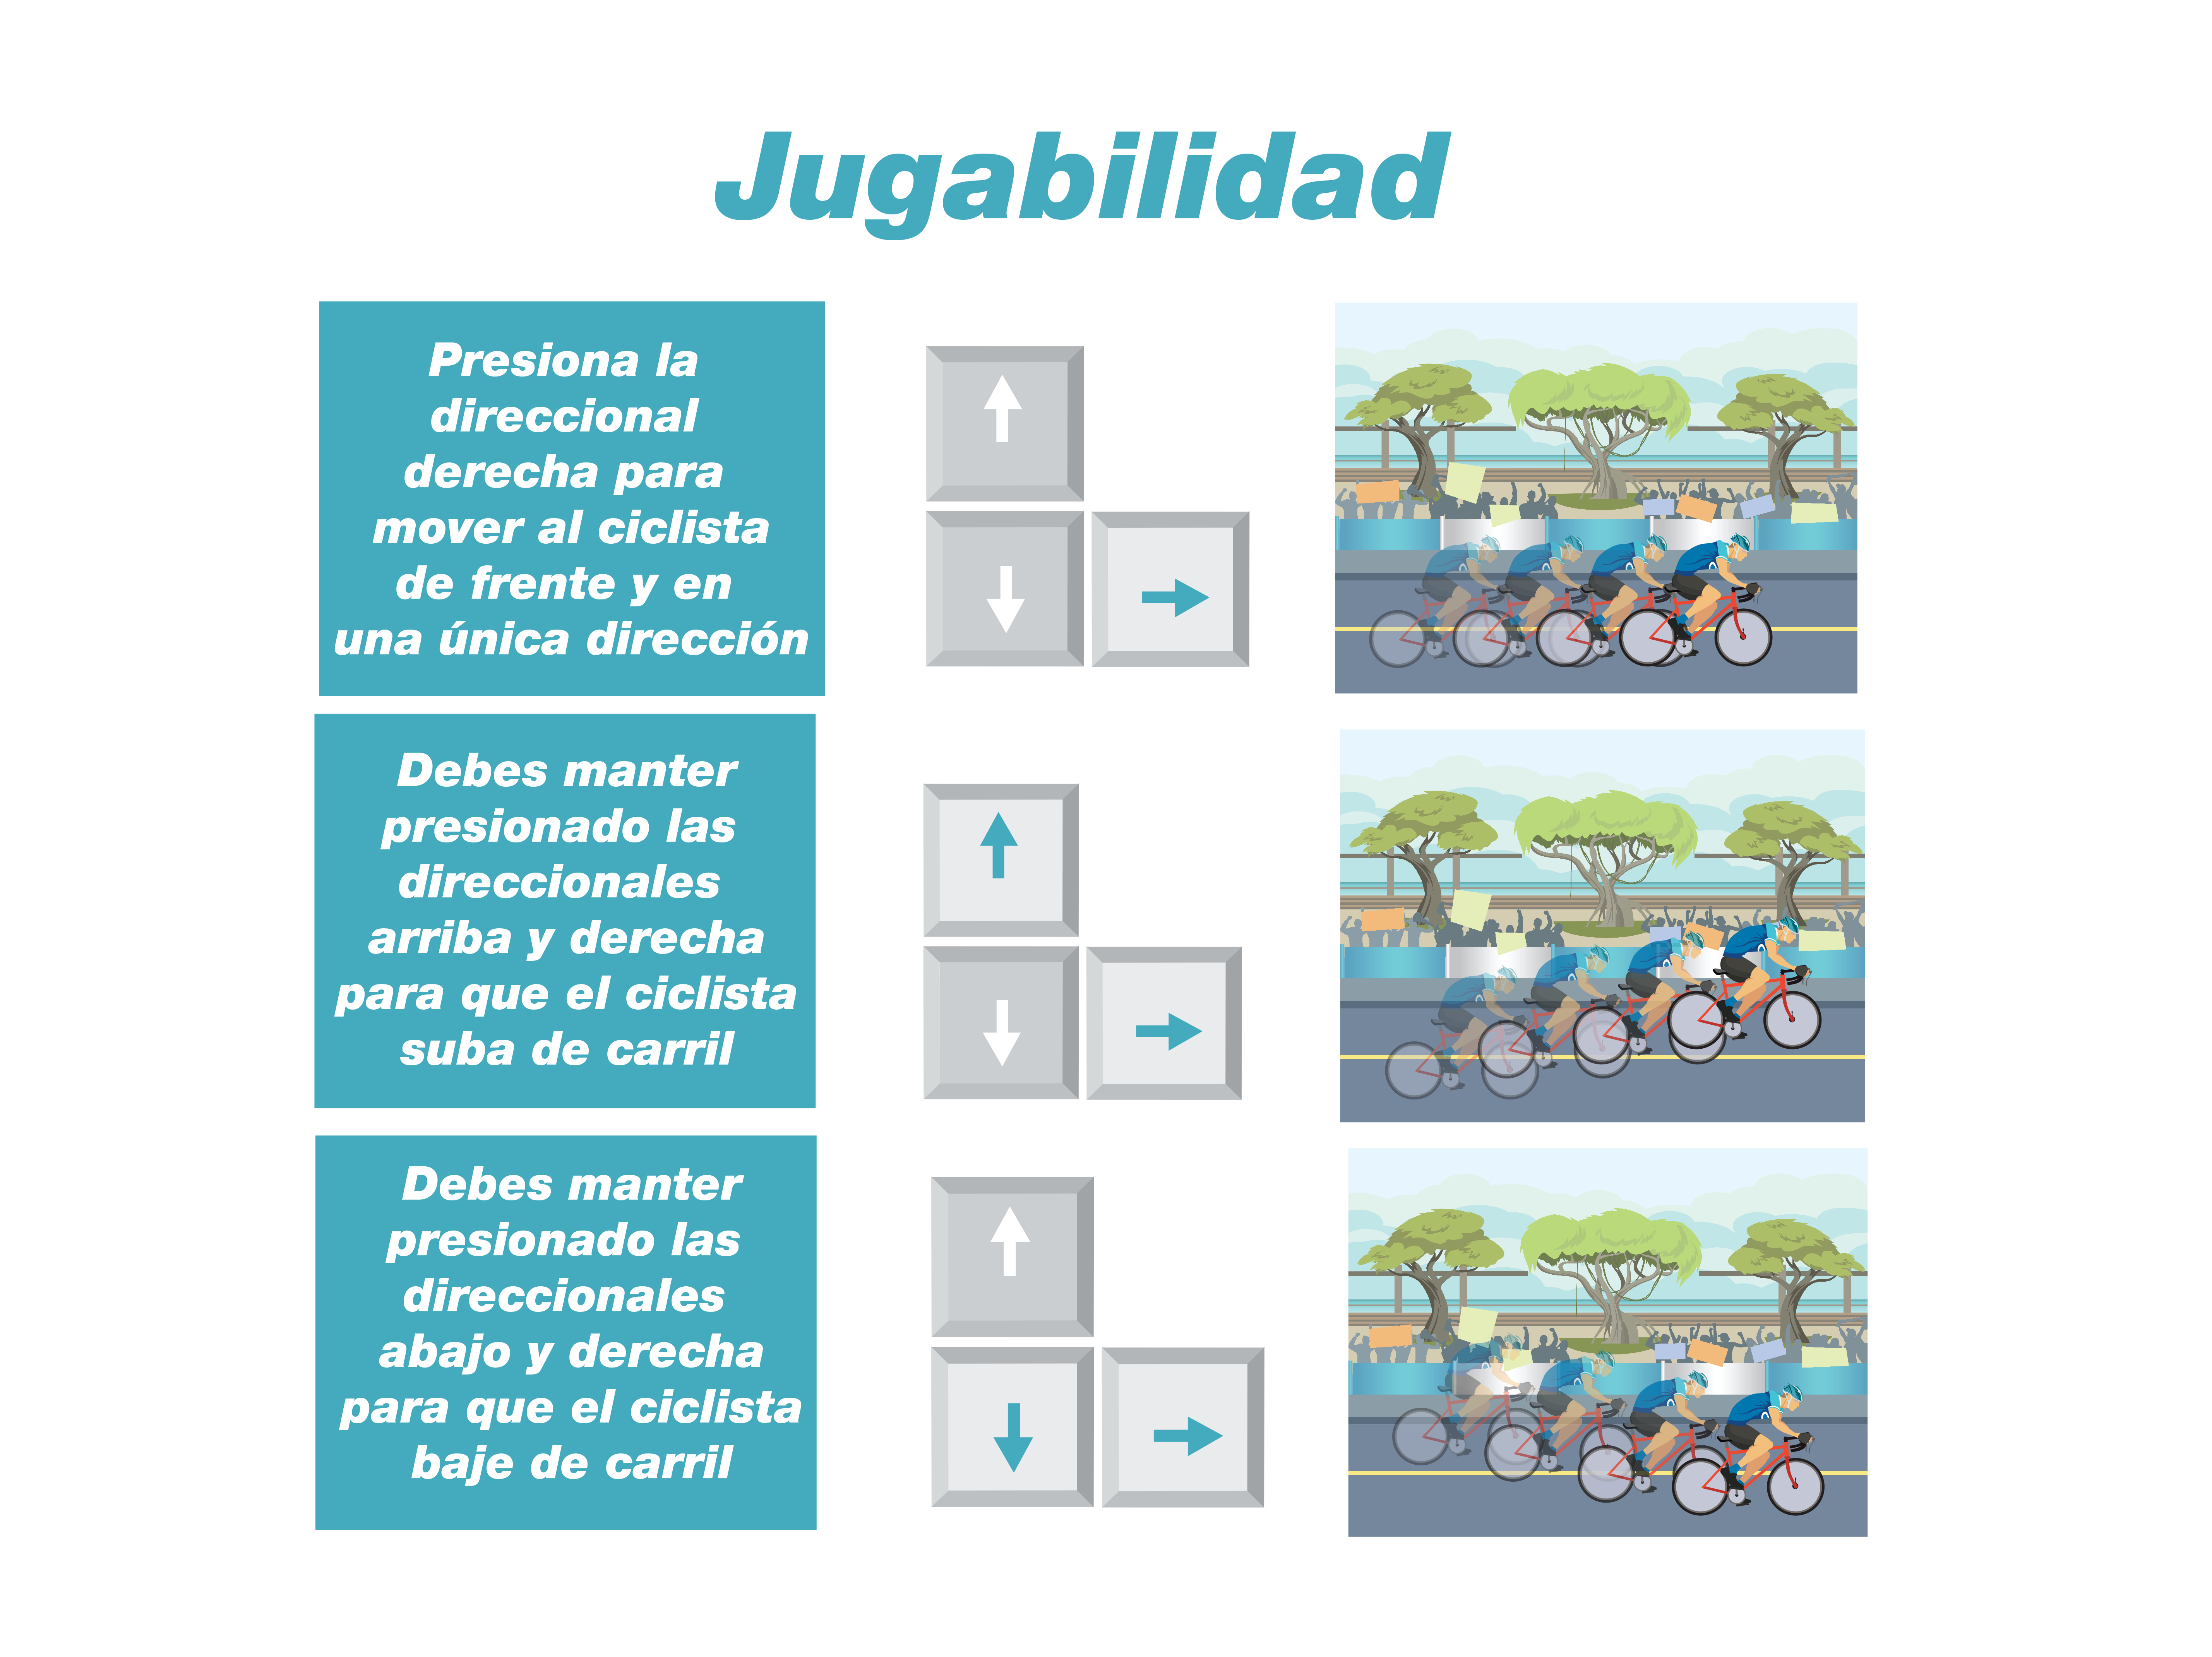 Jugabilidad
Presiona la
direccional
derecha para
mover al ciclista
de frente y en
una única dirección
Debes manter
presionado las
direccionales
arriba y derecha
para que el ciclista
suba de carril
Debes manter
presionado las
direccionales
abajo y derecha
para que el ciclista
baje de carril